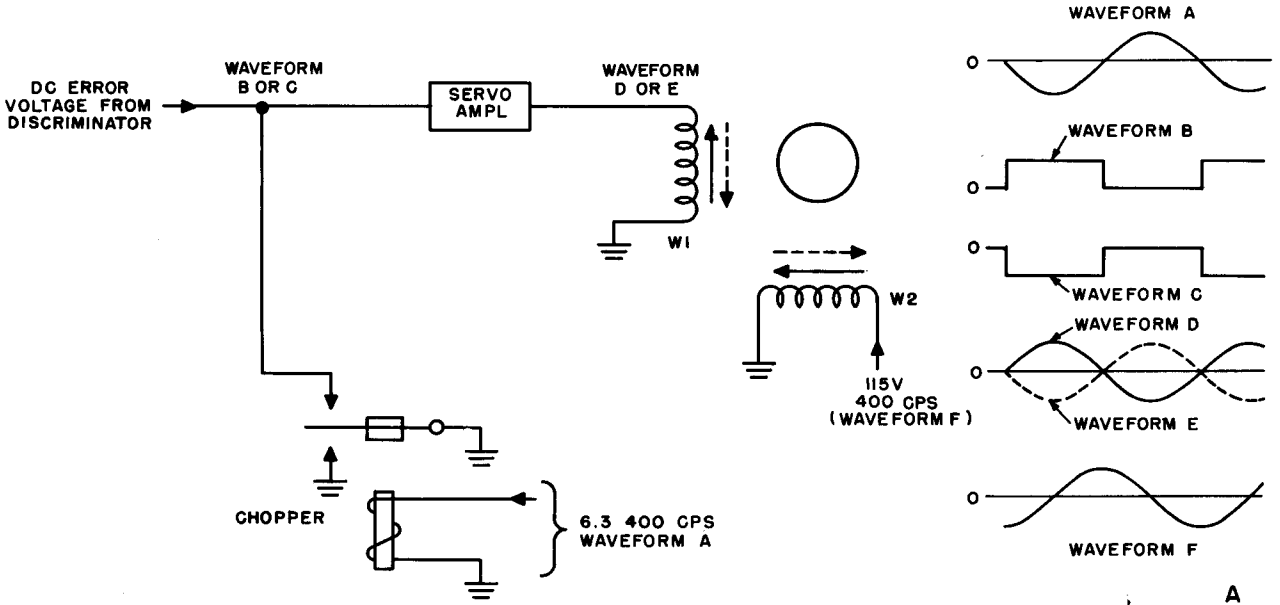 DC ERROR
VOLTAGE FROM
DISCRIMINATOR
WAVEFORM
B OR C
SERVO
AMPL
WAVEFORM
D OR E
W1
W2
115V
400 CPS
(WAVEFORM F)
CHOPPER
6.3 400 CPS
WAVEFORM A
WAVEFORM A
0
WAVEFORM B
0
0
WAVEFORM C
WAVEFORM D
0
WAVEFORM E
0
WAVEFORM F
A